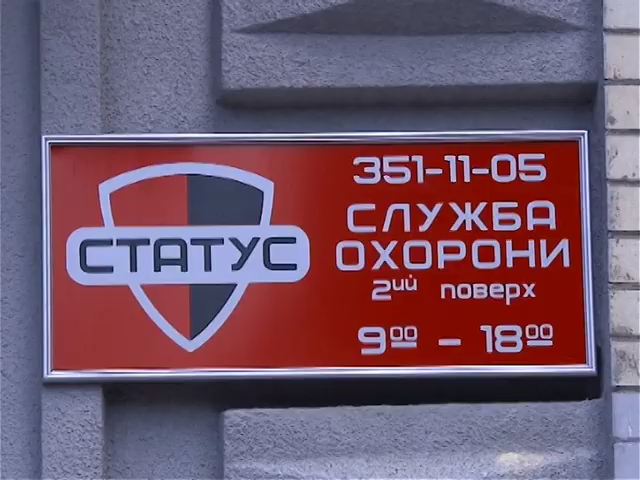 СТАТУС
351-11-05
СЛУЖБА
ОХОРОНИ
2ий поверх
900 - 1800